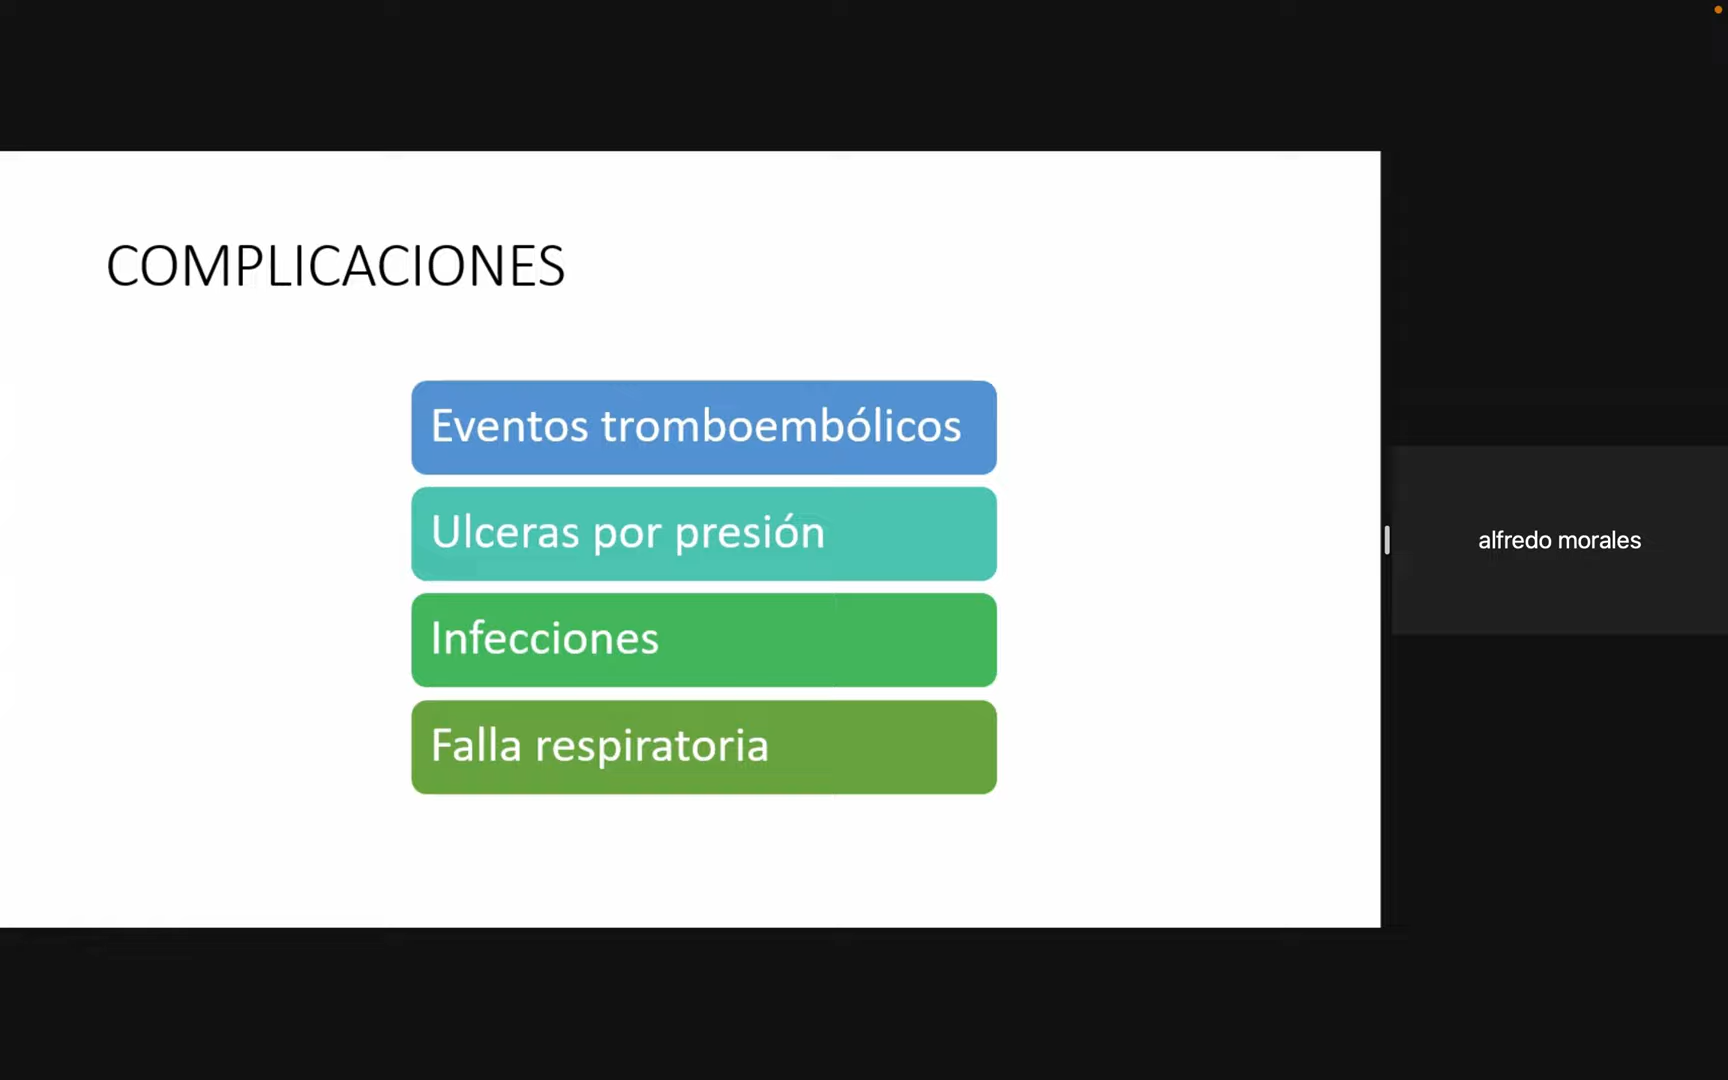 COMPLICACIONES
Eventos tromboembólicos
Ulceras por presión
Infecciones
Falla respiratoria
alfredo morales